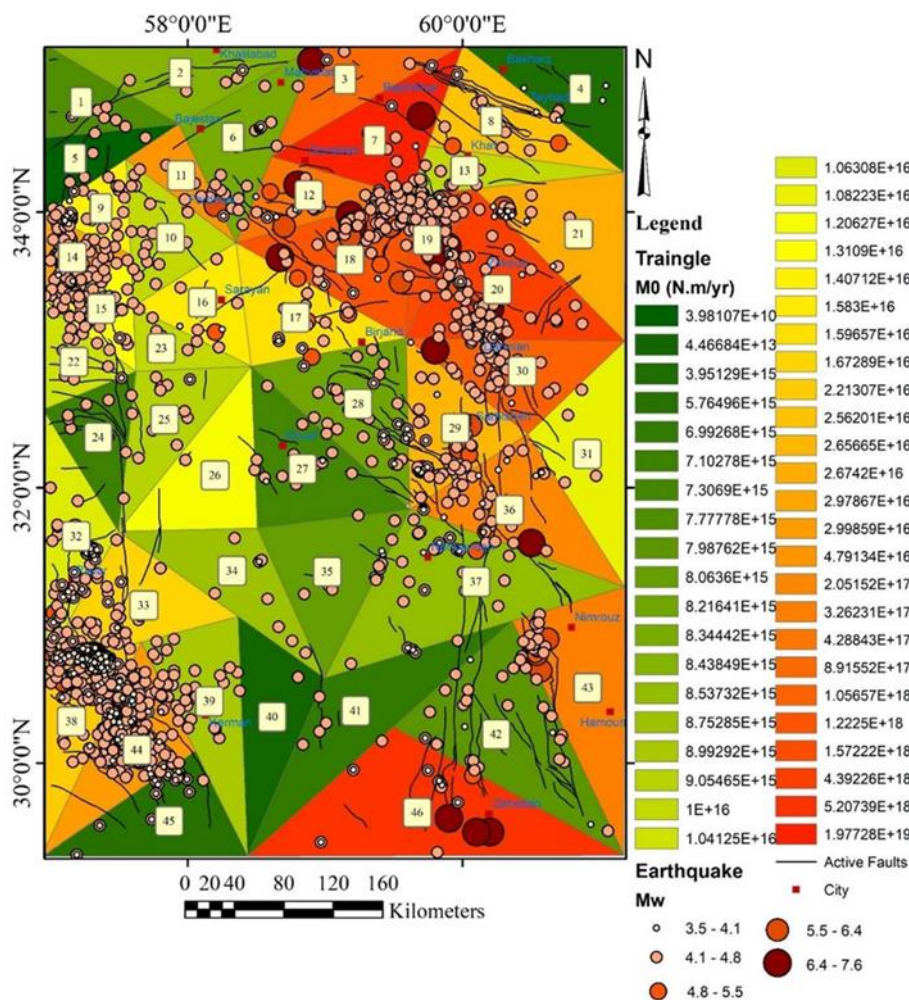 58°0'0"E
60°0'0"E
34°0'0"N
32°0'0"N
30°0'0"N
N
Khalilabad
Bakharz
Taybad
Bajestan
Khaf
Sarayan
Birjand
Nimrouz
Hamoun
Zahedan
Kerman
1
2
3
4
5
6
7
8
9
10
11
12
13
14
15
16
17
18
19
20
21
22
23
24
25
26
27
28
29
30
31
32
33
34
35
36
37
38
39
40
41
42
43
44
45
46
0 20 40 80 120 160
Kilometers
Legend
Traingle
M0 (N.m/yr)
3.98107E+10
4.46684E+13
3.95129E+15
5.76495E+15
6.99268E+15
7.10278E+15
7.3069E+15
7.77778E+15
7.98762E+15
8.0636E+15
8.21641E+15
8.34442E+15
8.43849E+15
8.53732E+15
8.75285E+15
8.99292E+15
9.05465E+15
1E+16
1.04125E+16
1.06308E+16
1.08223E+16
1.20627E+16
1.3109E+16
1.40712E+16
1.583E+16
1.59657E+16
1.67289E+16
2.21307E+16
2.56201E+16
2.65665E+16
2.6742E+16
2.97867E+16
2.99859E+16
4.79134E+16
2.05152E+17
3.26231E+17
4.28843E+17
8.91552E+17
1.05657E+18
1.2225E+18
1.57222E+18
4.39226E+18
5.20739E+18
1.97728E+19
Active Faults
City
Earthquake
Mw
3.5 - 4.1
4.1 - 4.8
4.8 - 5.5
5.5 - 6.4
6.4 - 7.6